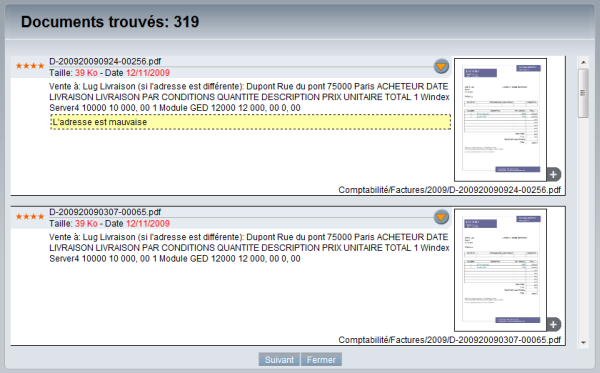 Documents trouvés: 319
D-200920090924-00256.pdf
Taille: 39 Ko - Date 12/11/2009
Vente à: Lug Livraison (si l'adresse est différente): Dupont Rue du pont 75000 Paris ACHETEUR DATE
LIVRAISON LIVRAISON PAR CONDITIONS QUANTITE DESCRIPTION PRIX UNITAIRE TOTAL 1 Windex
Server4 10000 10 000, 00 1 Module GED 12000 12 000, 00 0, 00
L'adresse est mauvaise
Comptabilité/Factures/2009/D-200920090924-00256.pdf
D-200920090307-00065.pdf
Taille: 39 Ko - Date 12/11/2009
Vente à: Lug Livraison (si l'adresse est différente): Dupont Rue du pont 75000 Paris ACHETEUR DATE
LIVRAISON LIVRAISON PAR CONDITIONS QUANTITE DESCRIPTION PRIX UNITAIRE TOTAL 1 Windex
Server4 10000 10 000, 00 1 Module GED 12000 12 000, 00 0, 00
Comptabilité/Factures/2009/D-200920090307-00065.pdf
Suivant Fermer